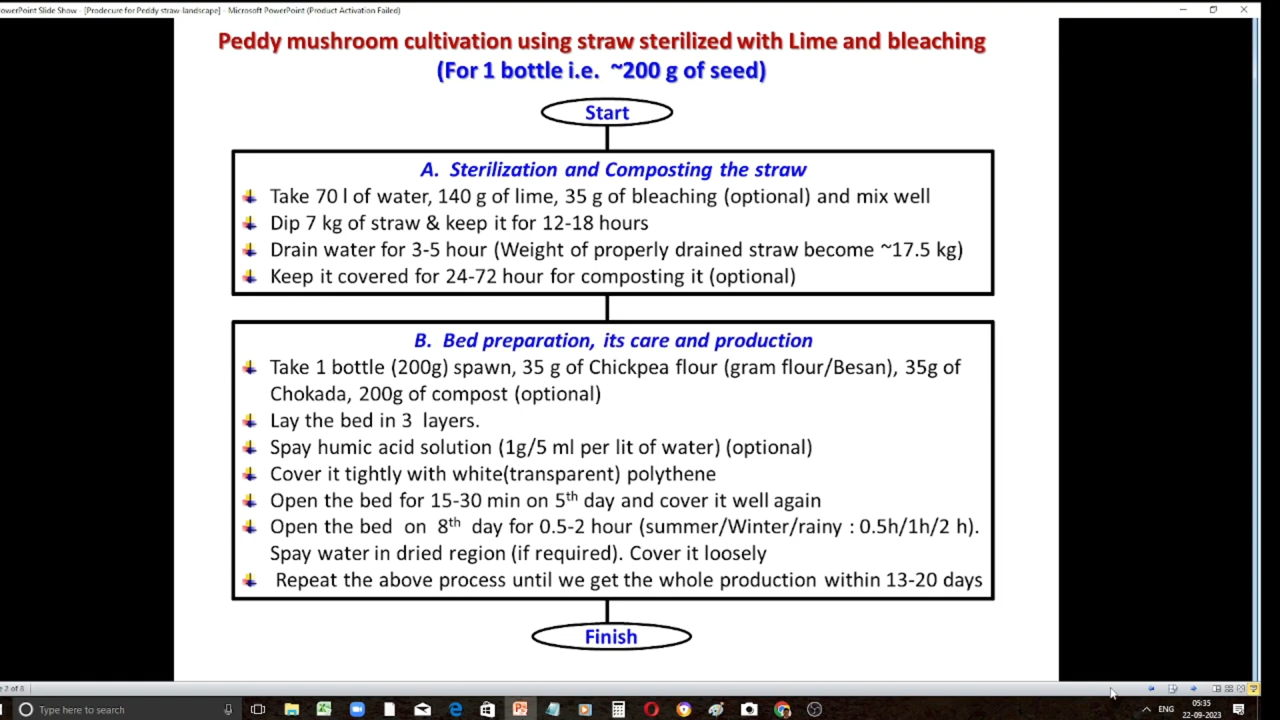 PowerPoint Slide Show - [Prodecure for Peddy straw-landscape] - Microsoft PowerPoint (Product Activation Failed)
Peddy mushroom cultivation using straw sterilized with Lime and bleaching
(For 1 bottle i.e. ~200 g of seed)
Start
A. Sterilization and Composting the straw
Take 70 l of water, 140 g of lime, 35 g of bleaching (optional) and mix well
Dip 7 kg of straw & keep it for 12-18 hours
Drain water for 3-5 hour (Weight of properly drained straw become ~17.5 kg)
Keep it covered for 24-72 hour for composting it (optional)
B. Bed preparation, its care and production
Take 1 bottle (200g) spawn, 35 g of Chickpea flour (gram flour/Besan), 35g of
Chokada, 200g of compost (optional)
Lay the bed in 3 layers.
Spay humic acid solution (1g/5 ml per lit of water) (optional)
Cover it tightly with white(transparent) polythene
Open the bed for 15-30 min on 5th day and cover it well again
Open the bed on 8th day for 0.5-2 hour (summer/Winter/rainy : 0.5h/1h/2 h).
Spay water in dried region (if required). Cover it loosely
Repeat the above process until we get the whole production within 13-20 days
Finish
e 2 of 8
Type here to search
ENG
05:35
22-09-2023